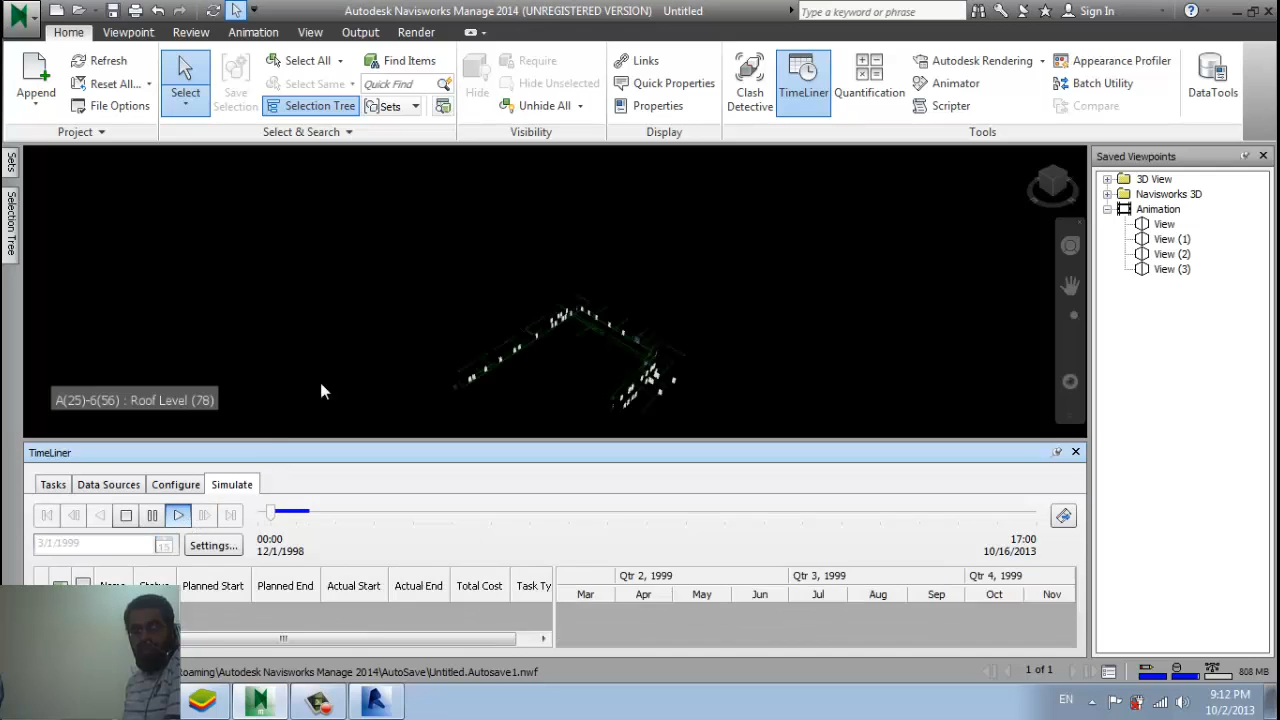 Autodesk Navisworks Manage 2014 (UNREGISTERED VERSION) Untitled
Type a keyword or phrase
Sign In
Home Viewpoint Review Animation View Output Render
Append
Refresh
Reset All...
File Options
Project
Select
Save Selection
Select All
Select Same
Selection Tree
Find Items
Quick Find
Sets
Select & Search
Hide
Require
Hide Unselected
Unhide All
Visibility
Links
Quick Properties
Properties
Display
Clash Detective
TimeLiner
Quantification
Autodesk Rendering
Animator
Scripter
Appearance Profiler
Batch Utility
Compare
Tools
DataTools
Sets
Selection Tree
A(25)-6(56) : Roof Level (78)
Saved Viewpoints
3D View
Navisworks 3D
Animation
View
View (1)
View (2)
View (3)
TimeLiner
Tasks Data Sources Configure Simulate
3/1/1999
15
Settings...
00:00
12/1/1998
17:00
10/16/2013
Planned Start Planned End Actual Start Actual End Total Cost Task Ty
Qtr 2, 1999 Qtr 3, 1999 Qtr 4, 1999
Mar Apr May Jun Jul Aug Sep Oct Nov
oaming\Autodesk Navisworks Manage 2014\AutoSave\Untitled.Autosave1.nwf
1 of 1
808 MB
EN
9:12 PM
10/2/2013